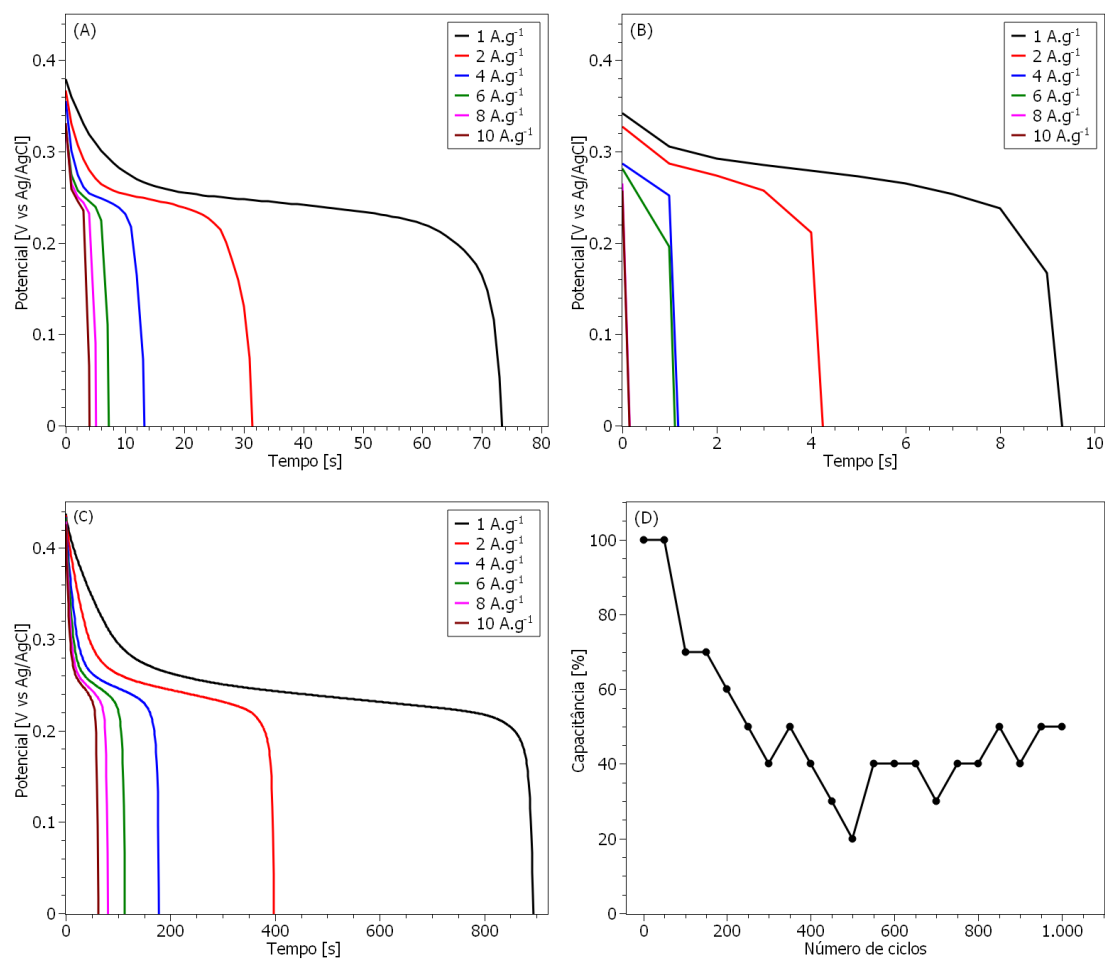 (A)
1 A.g⁻¹
2 A.g⁻¹
4 A.g⁻¹
6 A.g⁻¹
8 A.g⁻¹
10 A.g⁻¹
Potencial [V vs Ag/AgCl]
0.4
0.3
0.2
0.1
0
0 10 20 30 40 50 60 70 80
Tempo [s]
(B)
1 A.g⁻¹
2 A.g⁻¹
4 A.g⁻¹
6 A.g⁻¹
8 A.g⁻¹
10 A.g⁻¹
Potencial [V vs Ag/AgCl]
0.4
0.3
0.2
0.1
0
0 2 4 6 8 10
Tempo [s]
(C)
1 A.g⁻¹
2 A.g⁻¹
4 A.g⁻¹
6 A.g⁻¹
8 A.g⁻¹
10 A.g⁻¹
Potencial [V vs Ag/AgCl]
0.4
0.3
0.2
0.1
0
0 200 400 600 800
Tempo [s]
(D)
Capacitância [%]
100
80
60
40
20
0
0 200 400 600 800 1.000
Número de ciclos